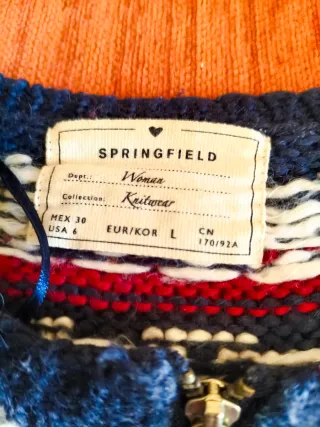 SPRINGFIELD
Dept.: Woman
Collection: Knitwear
MEX 30
USA 6 EUR/KOR L CN
170/92A